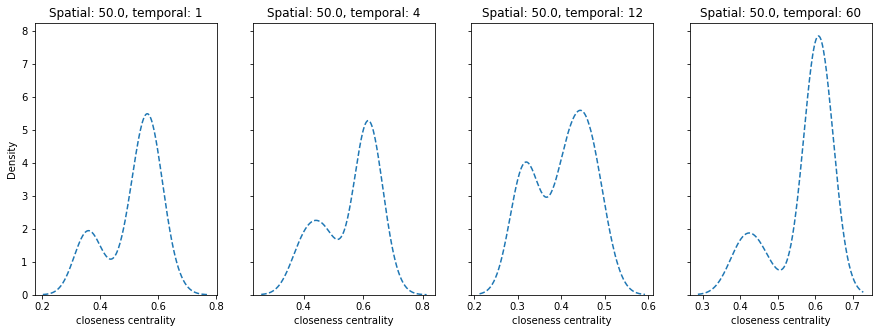 Spatial: 50.0, temporal: 1
Spatial: 50.0, temporal: 4
Spatial: 50.0, temporal: 12
Spatial: 50.0, temporal: 60
Density
8
7
6
5
4
3
2
1
0
0.2 0.4 0.6 0.8
0.4 0.6 0.8
0.2 0.3 0.4 0.5 0.6
0.3 0.4 0.5 0.6 0.7
closeness centrality
closeness centrality
closeness centrality
closeness centrality